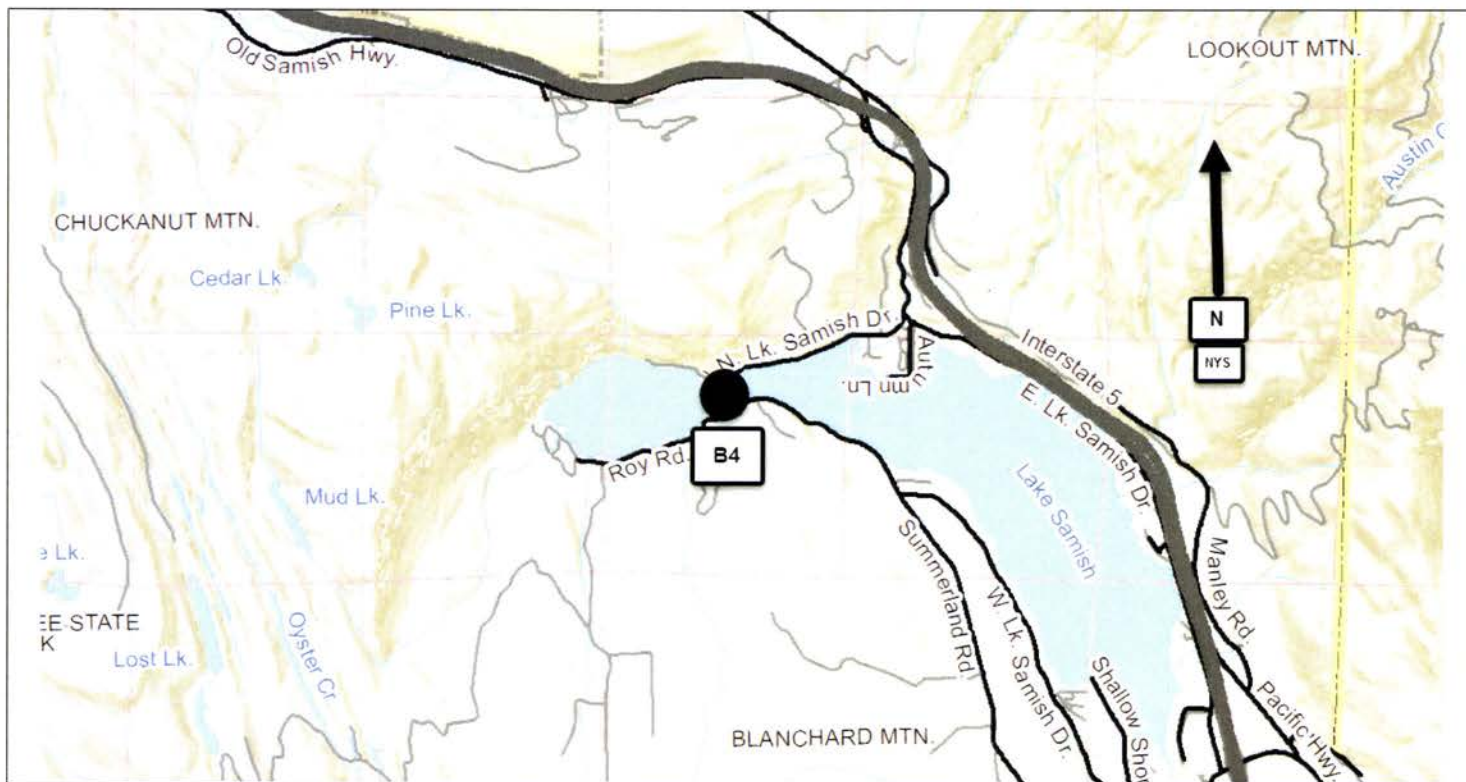 Old Samish Hwy.
LOOKOUT MTN.
CHUCKANUT MTN.
Cedar Lk.
Pine Lk.
N
NYS
N. Lk. Samish Dr.
Autumn Ln.
Interstate 5
E. Lk. Samish Dr.
Roy Rd.
B4
Mud Lk.
Lake Samish
Summerland Rd.
W. Lk. Samish Dr.
Manley Rd.
Lk.
STATE
Lost Lk.
Oyster Cr
Shallow
Pacific Hwy.
BLANCHARD MTN.
Austin